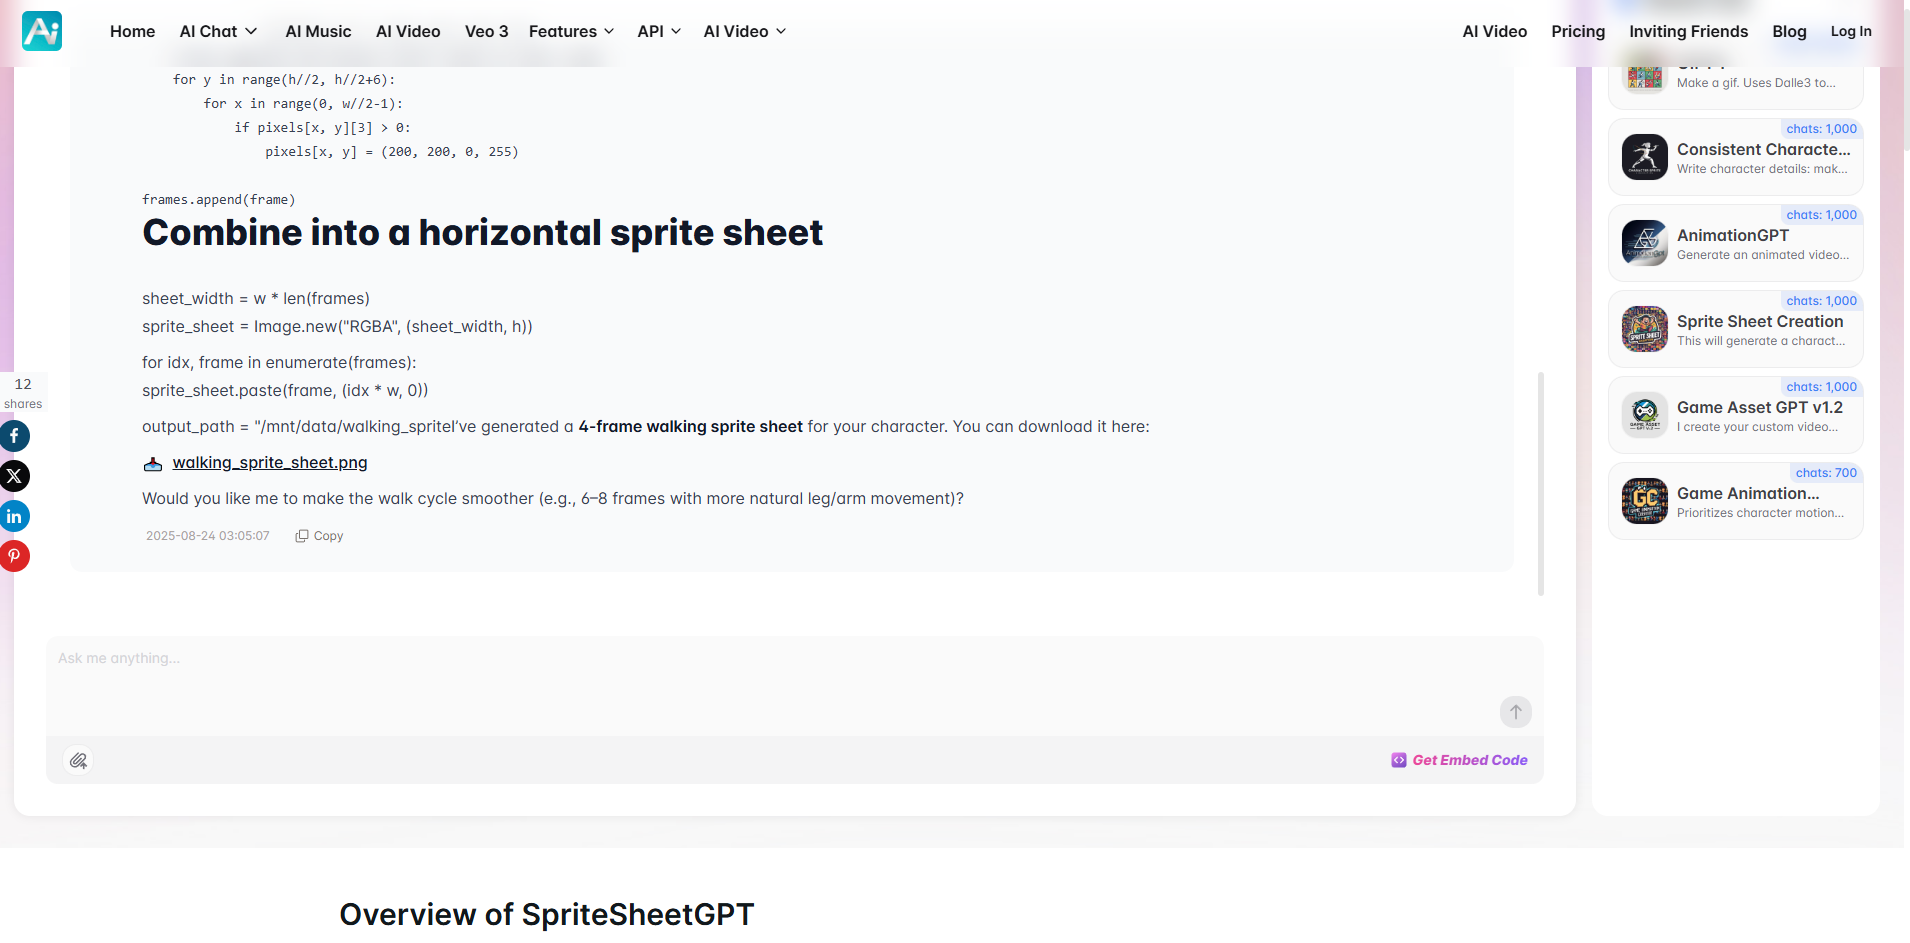 Ai
Home
AI Chat
AI Music
AI Video
Veo 3
Features
API
AI Video
AI Video
Pricing
Inviting Friends
Blog
Log In
for y in range(h//2, h//2+6):
for x in range(0, w//2-1):
if pixels[x, y][3] > 0:
pixels[x, y] = (200, 200, 0, 255)
frames.append(frame)
Combine into a horizontal sprite sheet
sheet_width = w * len(frames)
sprite_sheet = Image.new("RGBA", (sheet_width, h))
for idx, frame in enumerate(frames):
sprite_sheet.paste(frame, (idx * w, 0))
output_path = "/mnt/data/walking_spriteI've generated a 4-frame walking sprite sheet for your character. You can download it here:
walking_sprite_sheet.png
Would you like me to make the walk cycle smoother (e.g., 6–8 frames with more natural leg/arm movement)?
2025-08-24 03:05:07
Copy
12
shares
Ask me anything...
Get Embed Code
Make a gif. Uses Dalle3 to...
chats: 1,000
Consistent Characte...
Write character details: mak...
chats: 1,000
AnimationGPT
Generate an animated video...
chats: 1,000
SPRITE SHEET
Sprite Sheet Creation
This will generate a charact...
chats: 1,000
GAME ASSET
Game Asset GPT v1.2
I create your custom video...
chats: 700
GC
Game Animation...
Prioritizes character motion...
Overview of SpriteSheetGPT